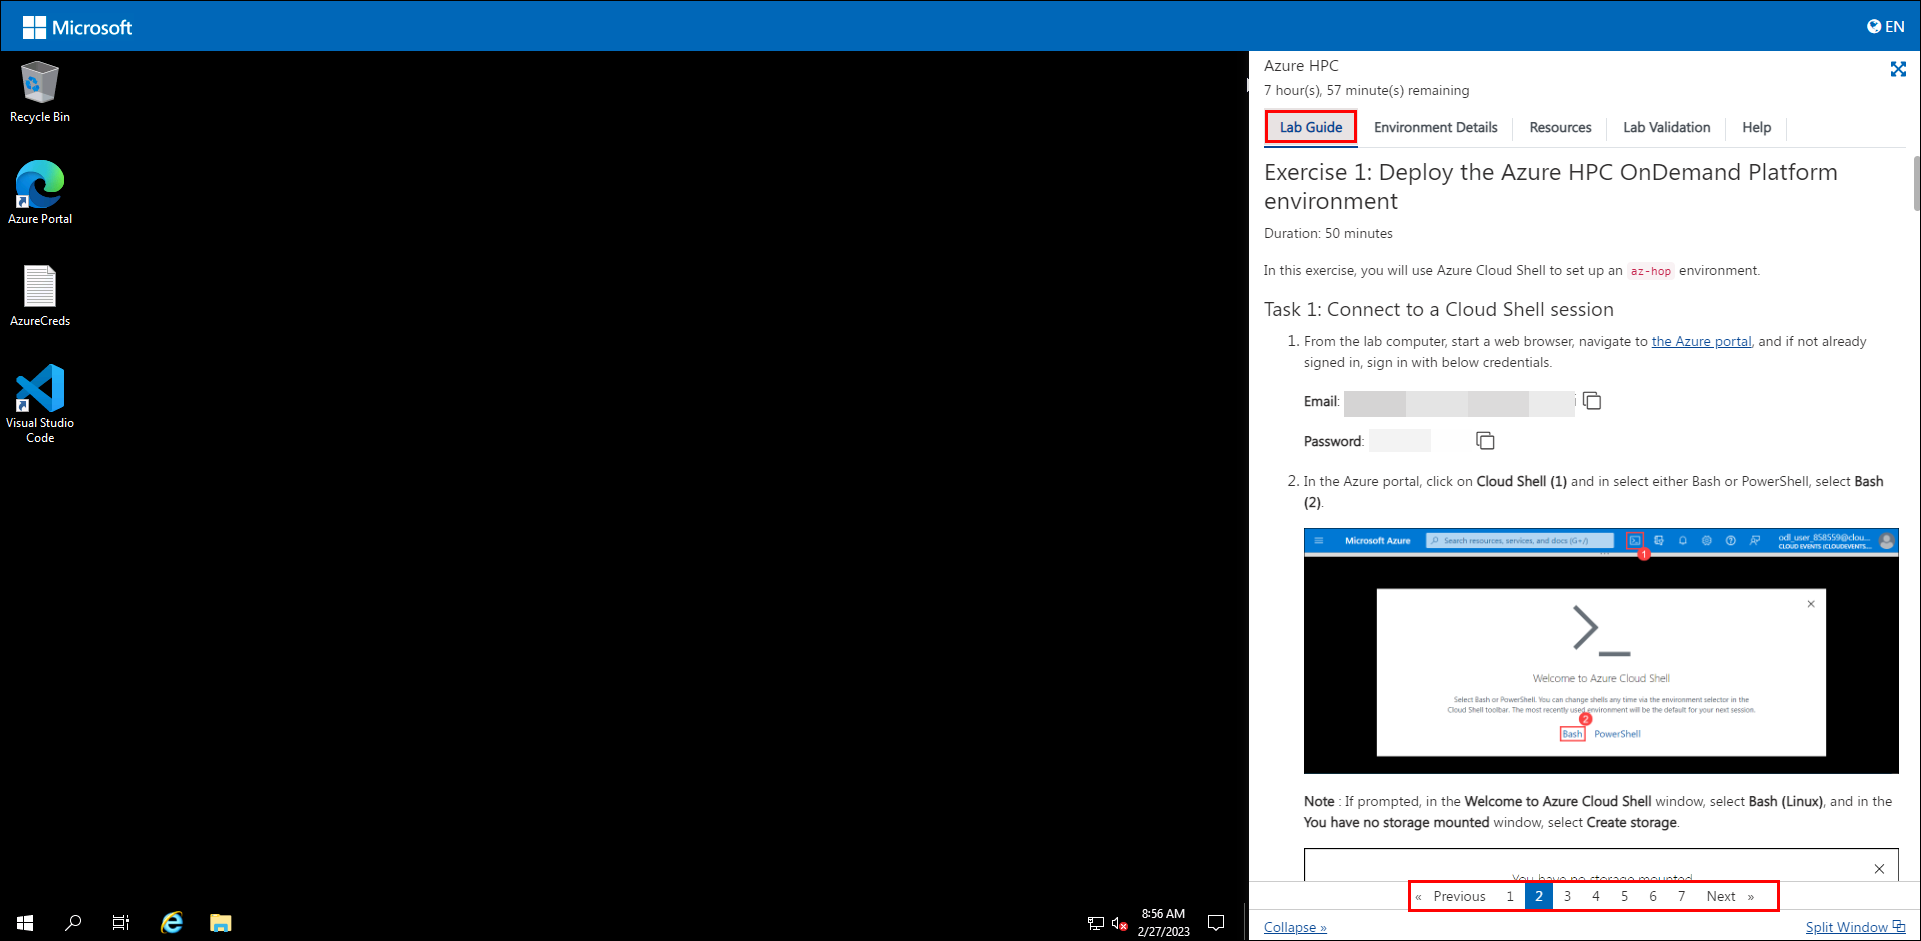 Microsoft
EN
Recycle Bin
Azure Portal
AzureCreds
Visual Studio
Code
8:56 AM
2/27/2023
Azure HPC
7 hour(s), 57 minute(s) remaining
Lab Guide Environment Details Resources Lab Validation Help
Exercise 1: Deploy the Azure HPC OnDemand Platform
environment
Duration: 50 minutes
In this exercise, you will use Azure Cloud Shell to set up an az-hop environment.
Task 1: Connect to a Cloud Shell session
1. From the lab computer, start a web browser, navigate to the Azure portal, and if not already
signed in, sign in with below credentials.
Email:
Password:
2. In the Azure portal, click on Cloud Shell (1) and in select either Bash or PowerShell, select Bash
(2).
Microsoft Azure
Search resources, services, and docs (G+/)
odl_user_858559@clou...
CLOUD EVENTS (CLOUDEVENTS,...
1
Welcome to Azure Cloud Shell
Select Bash or PowerShell. You can change shells any time via the environment selector in the
Cloud Shell toolbar. The most recently used environment will be the default for your next session.
2
Bash PowerShell
Note : If prompted, in the Welcome to Azure Cloud Shell window, select Bash (Linux), and in the
You have no storage mounted window, select Create storage.
You have no storage mounted
« Previous 1 2 3 4 5 6 7 Next »
Collapse »
Split Window